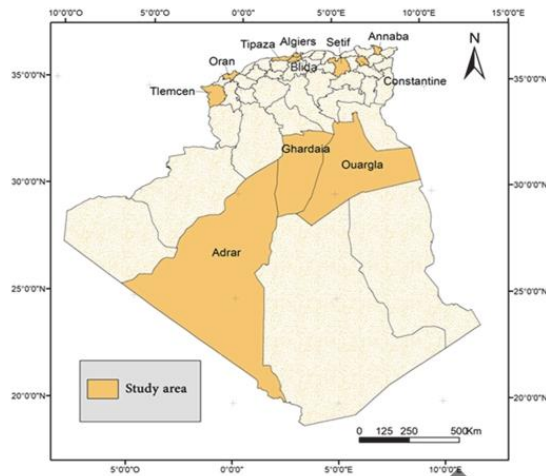 10°0'0"W 5°0'0"W 0°0'0" 5°0'0"E 10°0'0"E 15°0'0"E
Annaba
Setif
Algiers
Tipaza
N
Oran
Blida
35°0'0"N
35°0'0"N
Constantine
Tlemcen
Ghardaia
Ouargla
30°0'0"N
30°0'0"N
Adrar
25°0'0"N
25°0'0"N
Study area
20°0'0"N
20°0'0"N
0 125 250 500 Km
5°0'0"W 0°0'0" 5°0'0"E 10°0'0"E